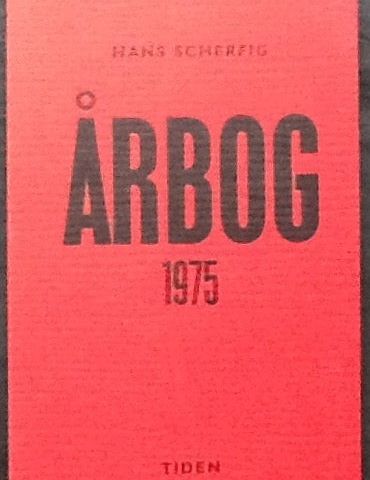 HANS SCHERFIG
ÅRBOG
1975
TIDEN